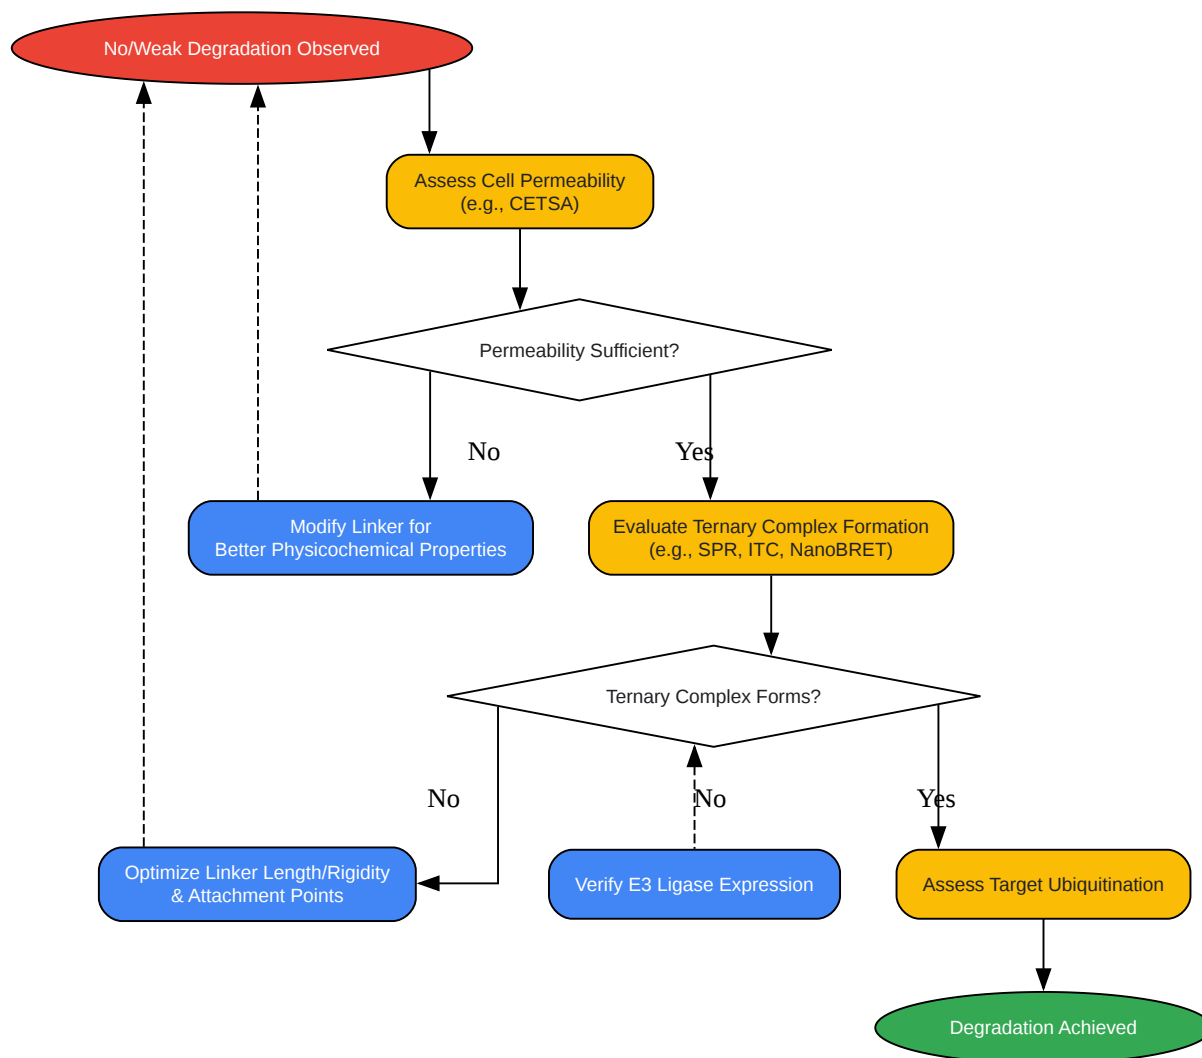 No/Weak Degradation Observed
Assess Cell Permeability
(e.g., CETSA)
Permeability Sufficient?
No
Yes
Modify Linker for
Better Physicochemical Properties
Evaluate Ternary Complex Formation
(e.g., SPR, ITC, NanoBRET)
Ternary Complex Forms?
No
No
Yes
Optimize Linker Length/Rigidity
& Attachment Points
Verify E3 Ligase Expression
Assess Target Ubiquitination
Degradation Achieved